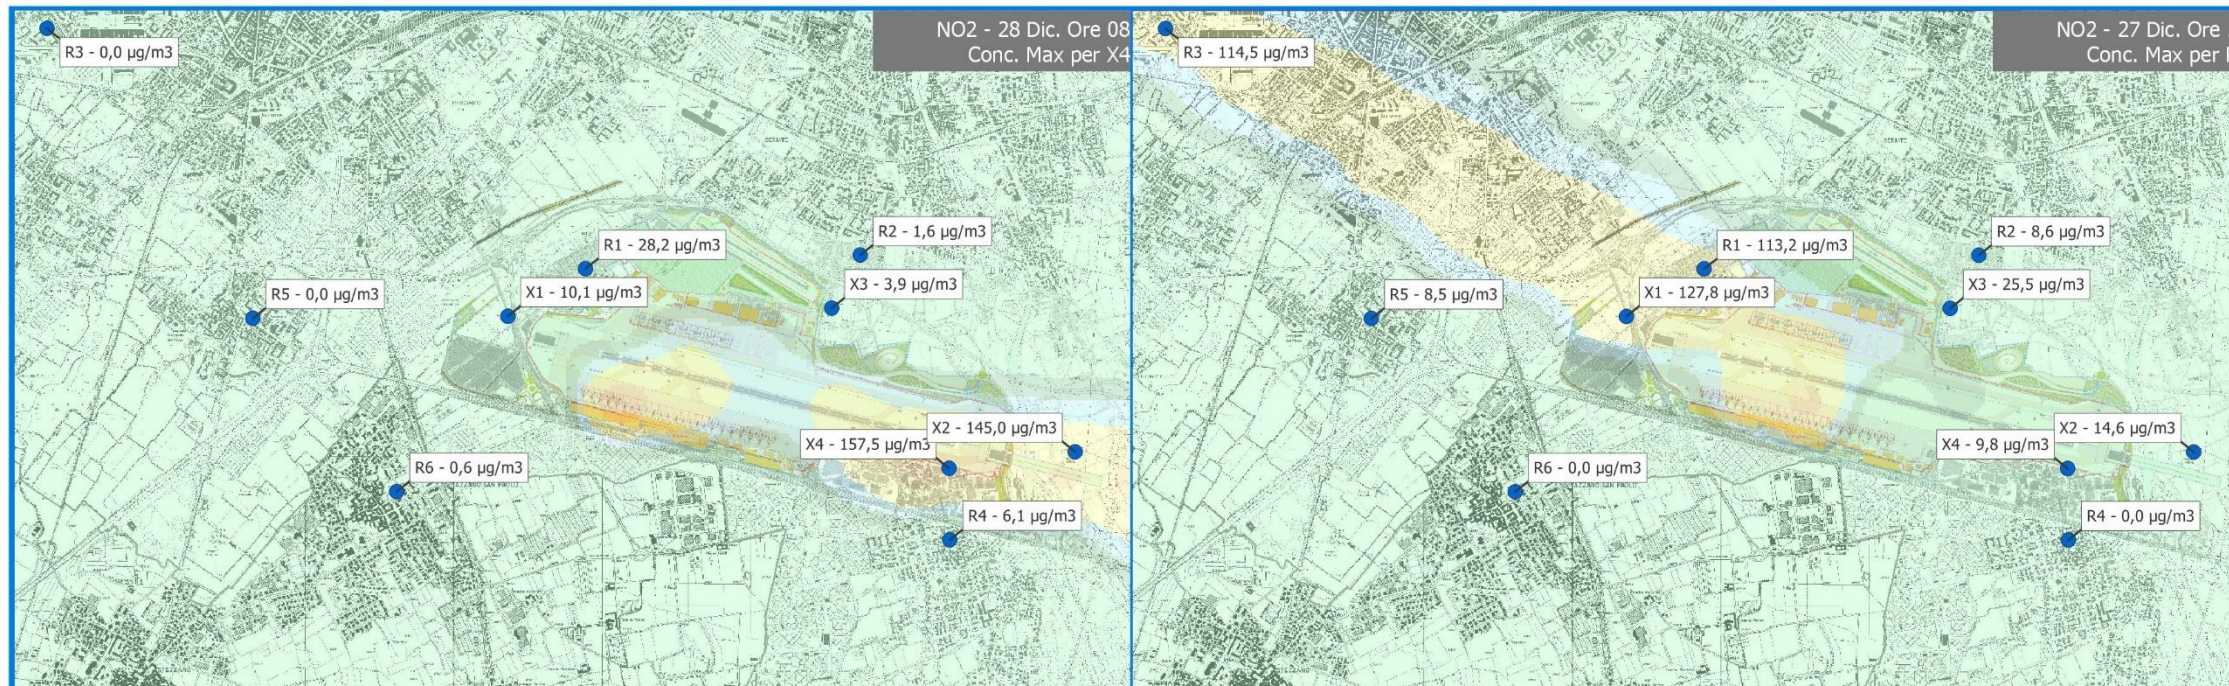 NO2 - 28 Dic. Ore 08
Conc. Max per X4
R3 - 0,0 µg/m3
R2 - 1,6 µg/m3
R1 - 28,2 µg/m3
X3 - 3,9 µg/m3
R5 - 0,0 µg/m3
X1 - 10,1 µg/m3
X2 - 145,0 µg/m3
X4 - 157,5 µg/m3
R6 - 0,6 µg/m3
R4 - 6,1 µg/m3
NO2 - 27 Dic. Ore
Conc. Max per
R3 - 114,5 µg/m3
R2 - 8,6 µg/m3
R1 - 113,2 µg/m3
X3 - 25,5 µg/m3
R5 - 8,5 µg/m3
X1 - 127,8 µg/m3
X2 - 14,6 µg/m3
X4 - 9,8 µg/m3
R6 - 0,0 µg/m3
R4 - 0,0 µg/m3